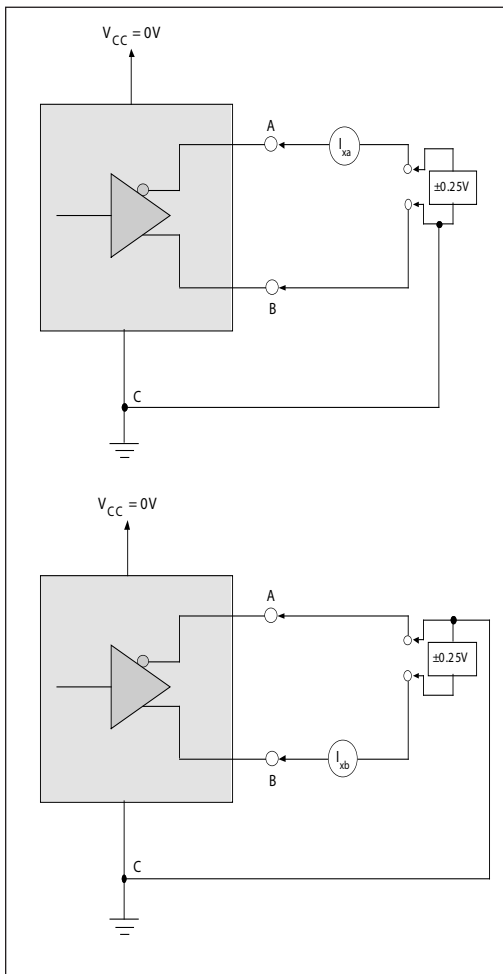 V_CC = 0V
A
I_xa
±0.25V
B
C
V_CC = 0V
A
±0.25V
B
I_xb
C